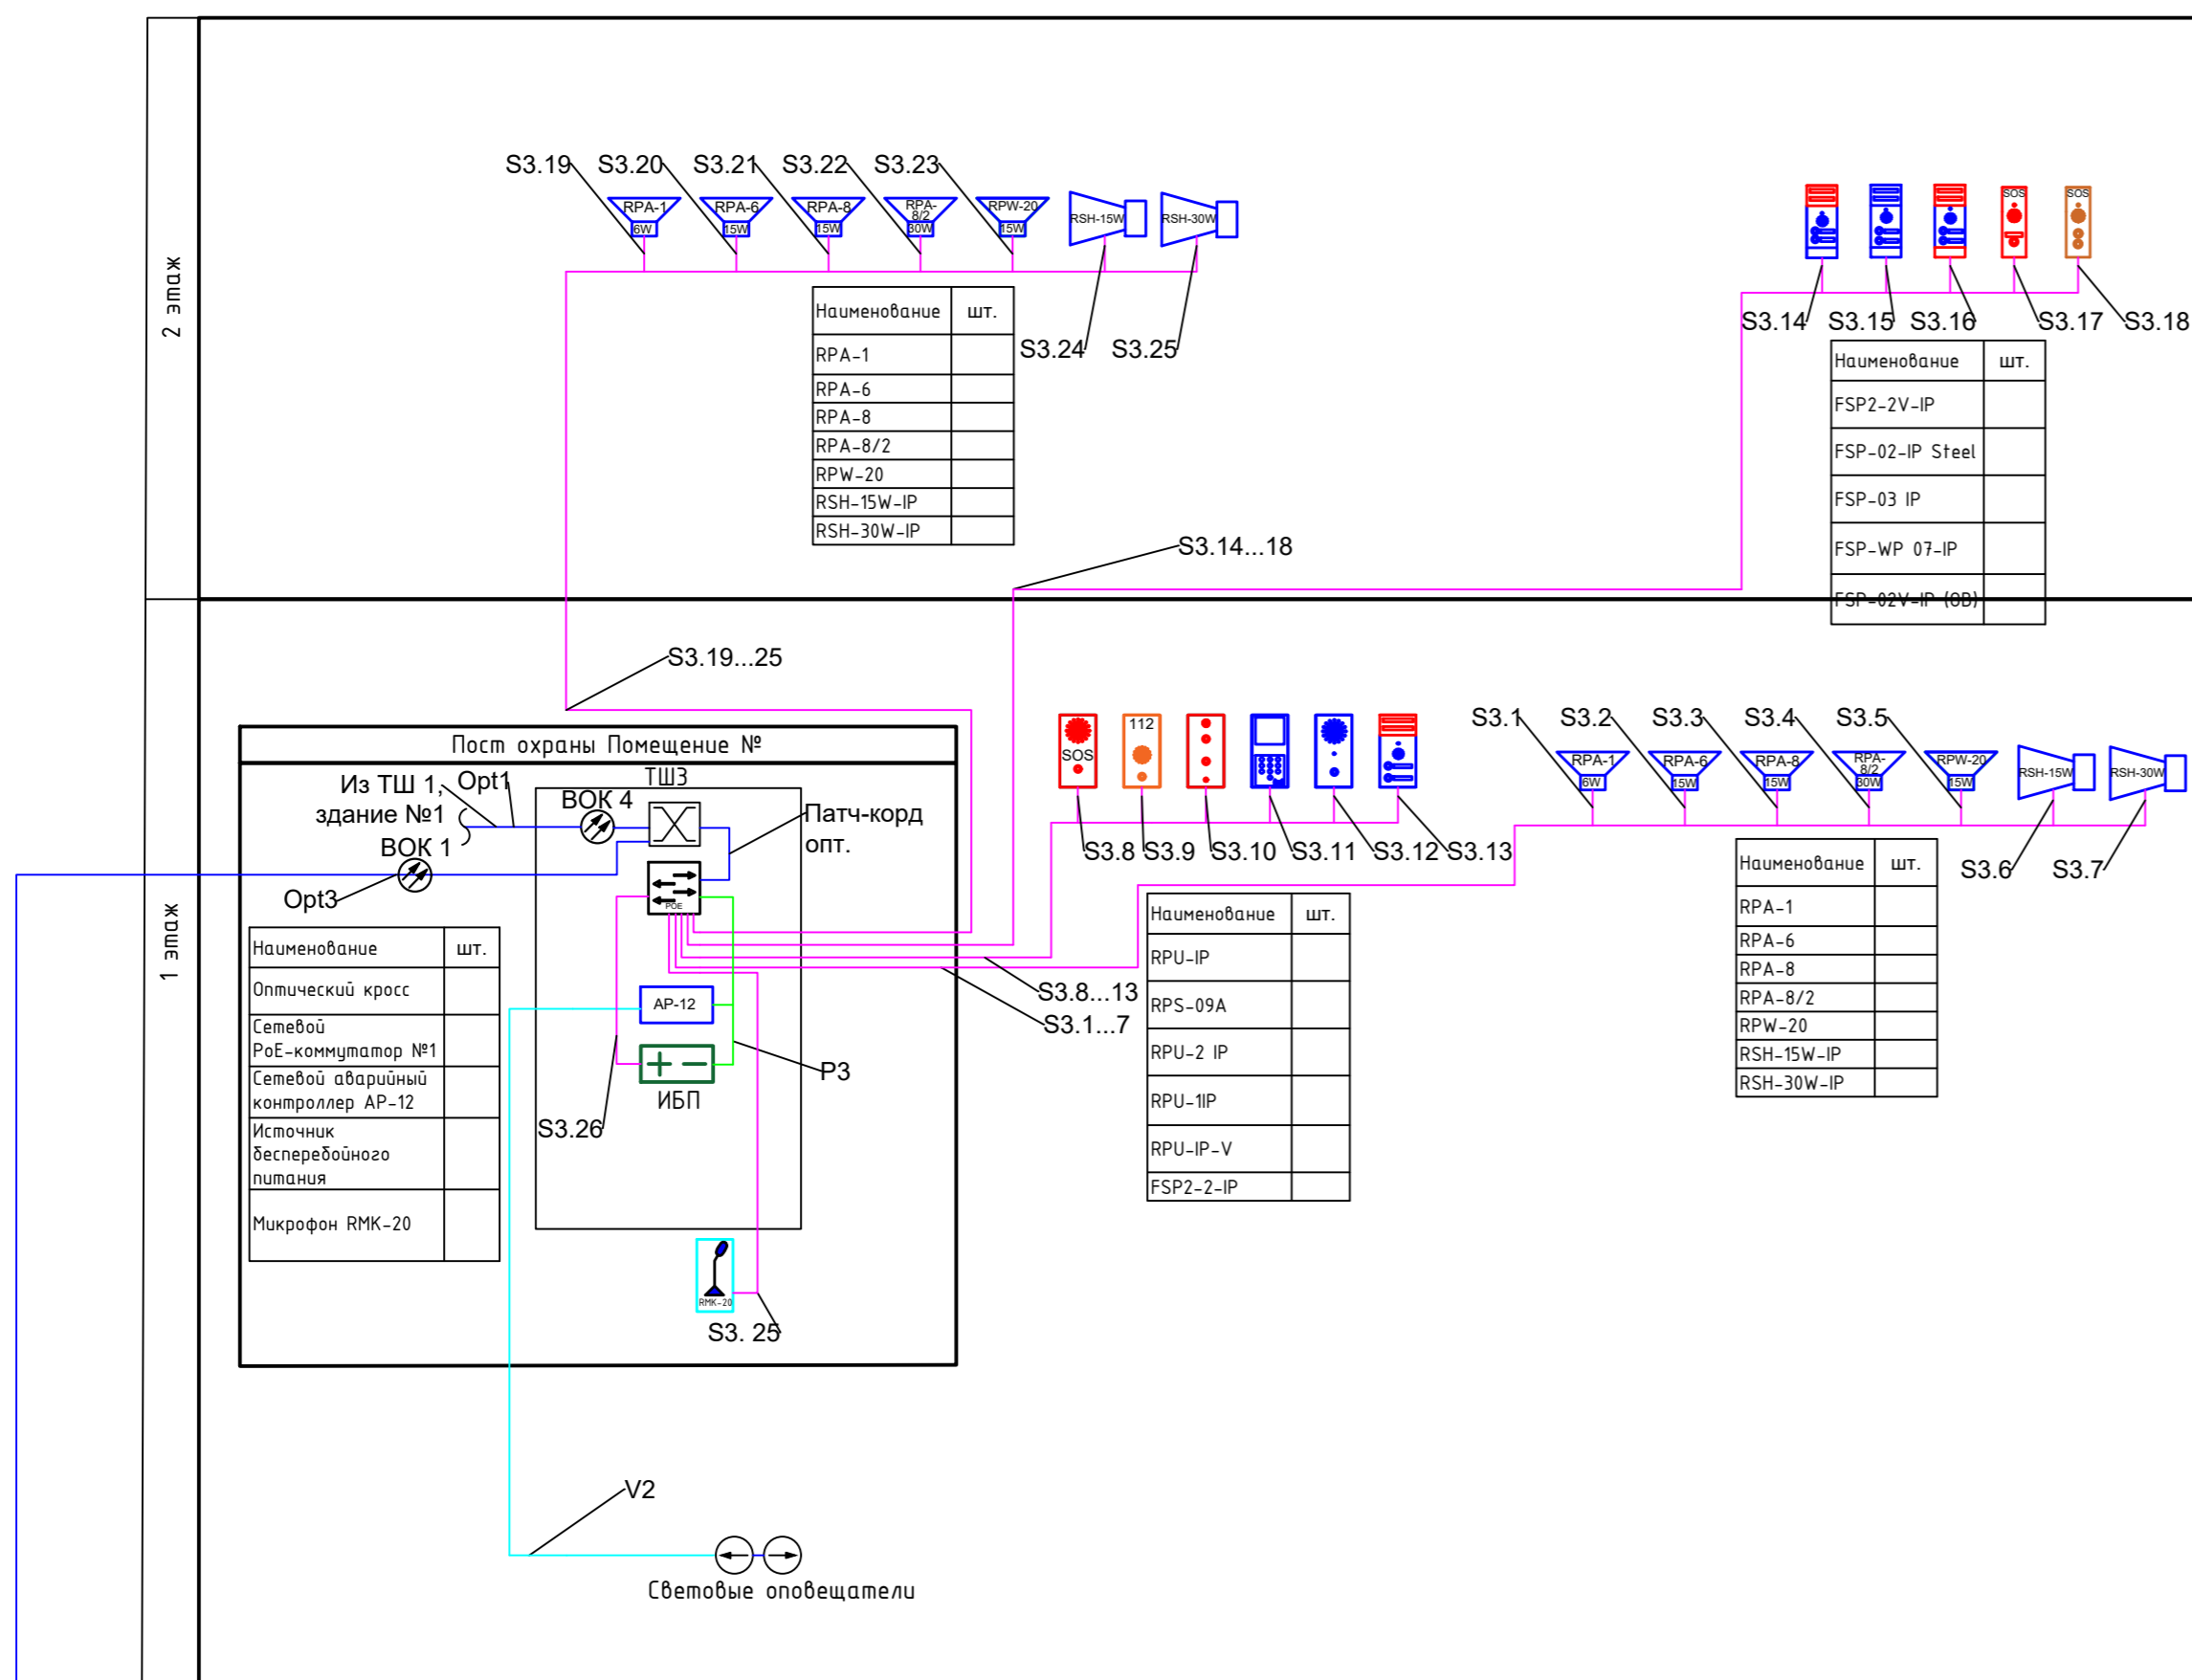 2 этаж
S3.19
S3.20
S3.21
S3.22
S3.23
RPA-1
6W
RPA-6
15W
RPA-8
15W
RPA-
8/2
30W
RPW-20
15W
RSH-15W
RSH-30W
S3.24
S3.25
Наименование шт.
RPA-1
RPA-6
RPA-8
RPA-8/2
RPW-20
RSH-15W-IP
RSH-30W-IP
SOS
SOS
S3.14
S3.15
S3.16
S3.17
S3.18
Наименование шт.
FSP2-2V-IP
FSP-02-IP Steel
FSP-03 IP
FSP-WP 07-IP
FSP-02V-IP (OB)
S3.14...18
1 этаж
S3.19...25
Пост охраны Помещение №
ТШ3
Из ТШ 1,
здание №1
Opt1
ВОК 4
Патч-корд
опт.
ВОК 1
Opt3
POE
Наименование шт.
Оптический кросс
Сетевой
PoE-коммутатор №1
Сетевой аварийный
контроллер AP-12
Источник
бесперебойного
питания
Микрофон RMK-20
AP-12
ИБП
P3
S3.26
RMK-20
S3. 25
S3.8...13
S3.1...7
SOS
112
S3.8
S3.9
S3.10
S3.11
S3.12
S3.13
Наименование шт.
RPU-IP
RPS-09A
RPU-2 IP
RPU-1IP
RPU-IP-V
FSP2-2-IP
S3.1
S3.2
S3.3
S3.4
S3.5
RPA-1
6W
RPA-6
15W
RPA-8
15W
RPA-
8/2
30W
RPW-20
15W
RSH-15W
RSH-30W
S3.6
S3.7
Наименование шт.
RPA-1
RPA-6
RPA-8
RPA-8/2
RPW-20
RSH-15W-IP
RSH-30W-IP
V2
Световые оповещатели